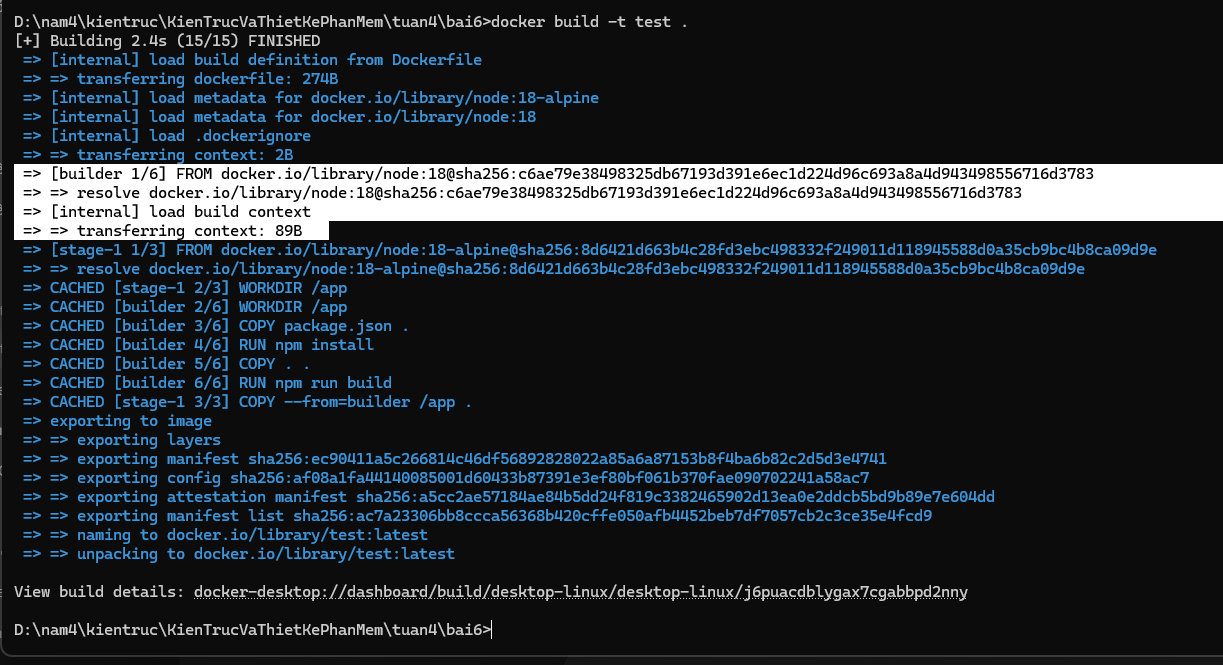 D:\nam4\kientruc\KienTrucVaThietKePhanMem\tuan4\bai6>docker build -t test .
[+] Building 2.4s (15/15) FINISHED
=> [internal] load build definition from Dockerfile
=> => transferring dockerfile: 274B
=> [internal] load metadata for docker.io/library/node:18-alpine
=> [internal] load metadata for docker.io/library/node:18
=> [internal] load .dockerignore
=> => transferring context: 2B
=> [builder 1/6] FROM docker.io/library/node:18@sha256:c6ae79e38498325db67193d391e6ec1d224d96c693a8a4d943498556716d3783
=> => resolve docker.io/library/node:18@sha256:c6ae79e38498325db67193d391e6ec1d224d96c693a8a4d943498556716d3783
=> [internal] load build context
=> => transferring context: 89B
=> [stage-1 1/3] FROM docker.io/library/node:18-alpine@sha256:8d6421d663b4c28fd3ebc498332f249011d118945588d0a35cb9bc4b8ca09d9e
=> => resolve docker.io/library/node:18-alpine@sha256:8d6421d663b4c28fd3ebc498332f249011d118945588d0a35cb9bc4b8ca09d9e
=> CACHED [stage-1 2/3] WORKDIR /app
=> CACHED [builder 2/6] WORKDIR /app
=> CACHED [builder 3/6] COPY package.json .
=> CACHED [builder 4/6] RUN npm install
=> CACHED [builder 5/6] COPY . .
=> CACHED [builder 6/6] RUN npm run build
=> CACHED [stage-1 3/3] COPY --from=builder /app .
=> exporting to image
=> => exporting layers
=> => exporting manifest sha256:ec90411a5c266814c46df56892828022a85a6a87153b8f4ba6b82c2d5d3e4741
=> => exporting config sha256:af08a1fa44140085001d60433b87391e3ef80bf061b370fae090702241a58ac7
=> => exporting attestation manifest sha256:a5cc2ae57184ae84b5dd24f819c3382465902d13ea0e2ddcb5bd9b89e7e604dd
=> => exporting manifest list sha256:ac7a23306bb8ccca56368b420cffe050afb4452beb7df7057cb2c3ce35e4fcd9
=> => naming to docker.io/library/test:latest
=> => unpacking to docker.io/library/test:latest
View build details: docker-desktop://dashboard/build/desktop-linux/desktop-linux/j6puacdblygax7cgabbpd2nny
D:\nam4\kientruc\KienTrucVaThietKePhanMem\tuan4\bai6>